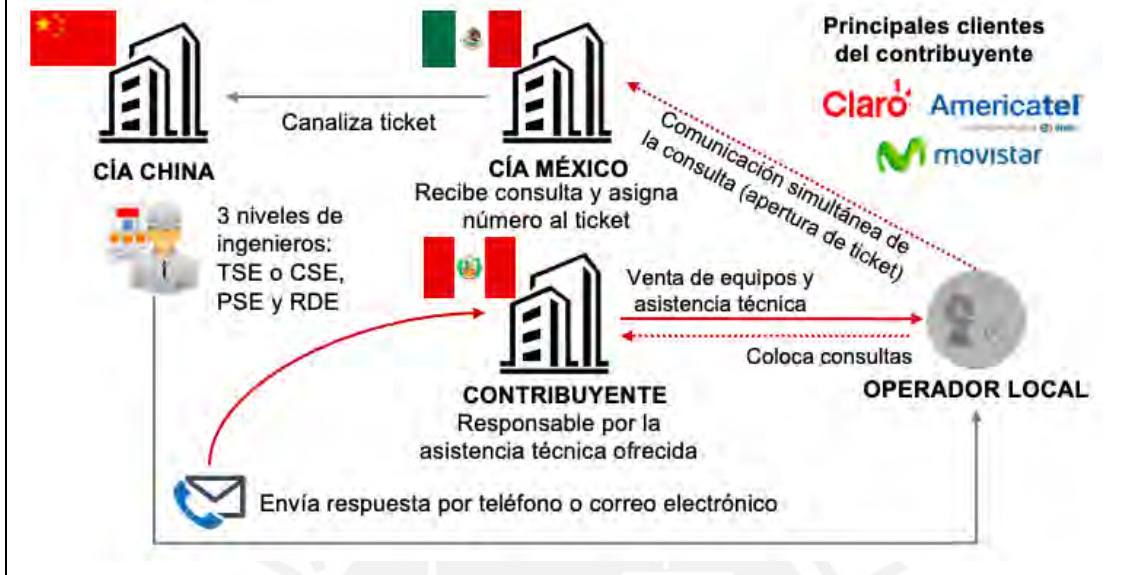 Principales clientes
del contribuyente
Claro
Americatel
movistar
Canaliza ticket
CÍA CHINA
CÍA MÉXICO
Recibe consulta y asigna
número al ticket
Comunicación simultánea de
la consulta (apertura de ticket)
3 niveles de
ingenieros:
TSE o CSE,
PSE y RDE
Venta de equipos y
asistencia técnica
Coloca consultas
OPERADOR LOCAL
CONTRIBUYENTE
Responsable por la
asistencia técnica ofrecida
Envía respuesta por teléfono o correo electrónico